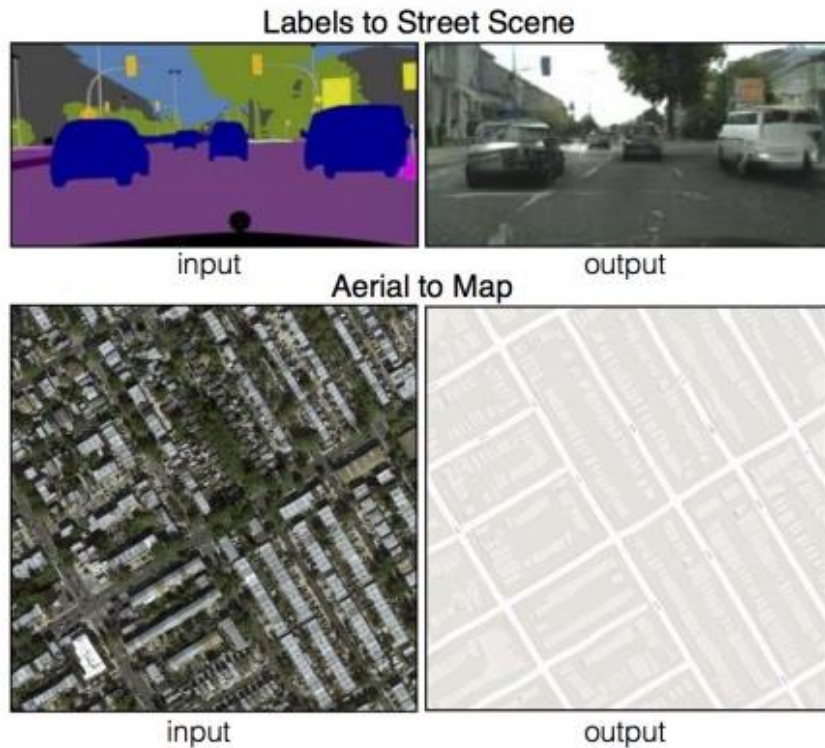 Labels to Street Scene
input
output
Aerial to Map
input
output